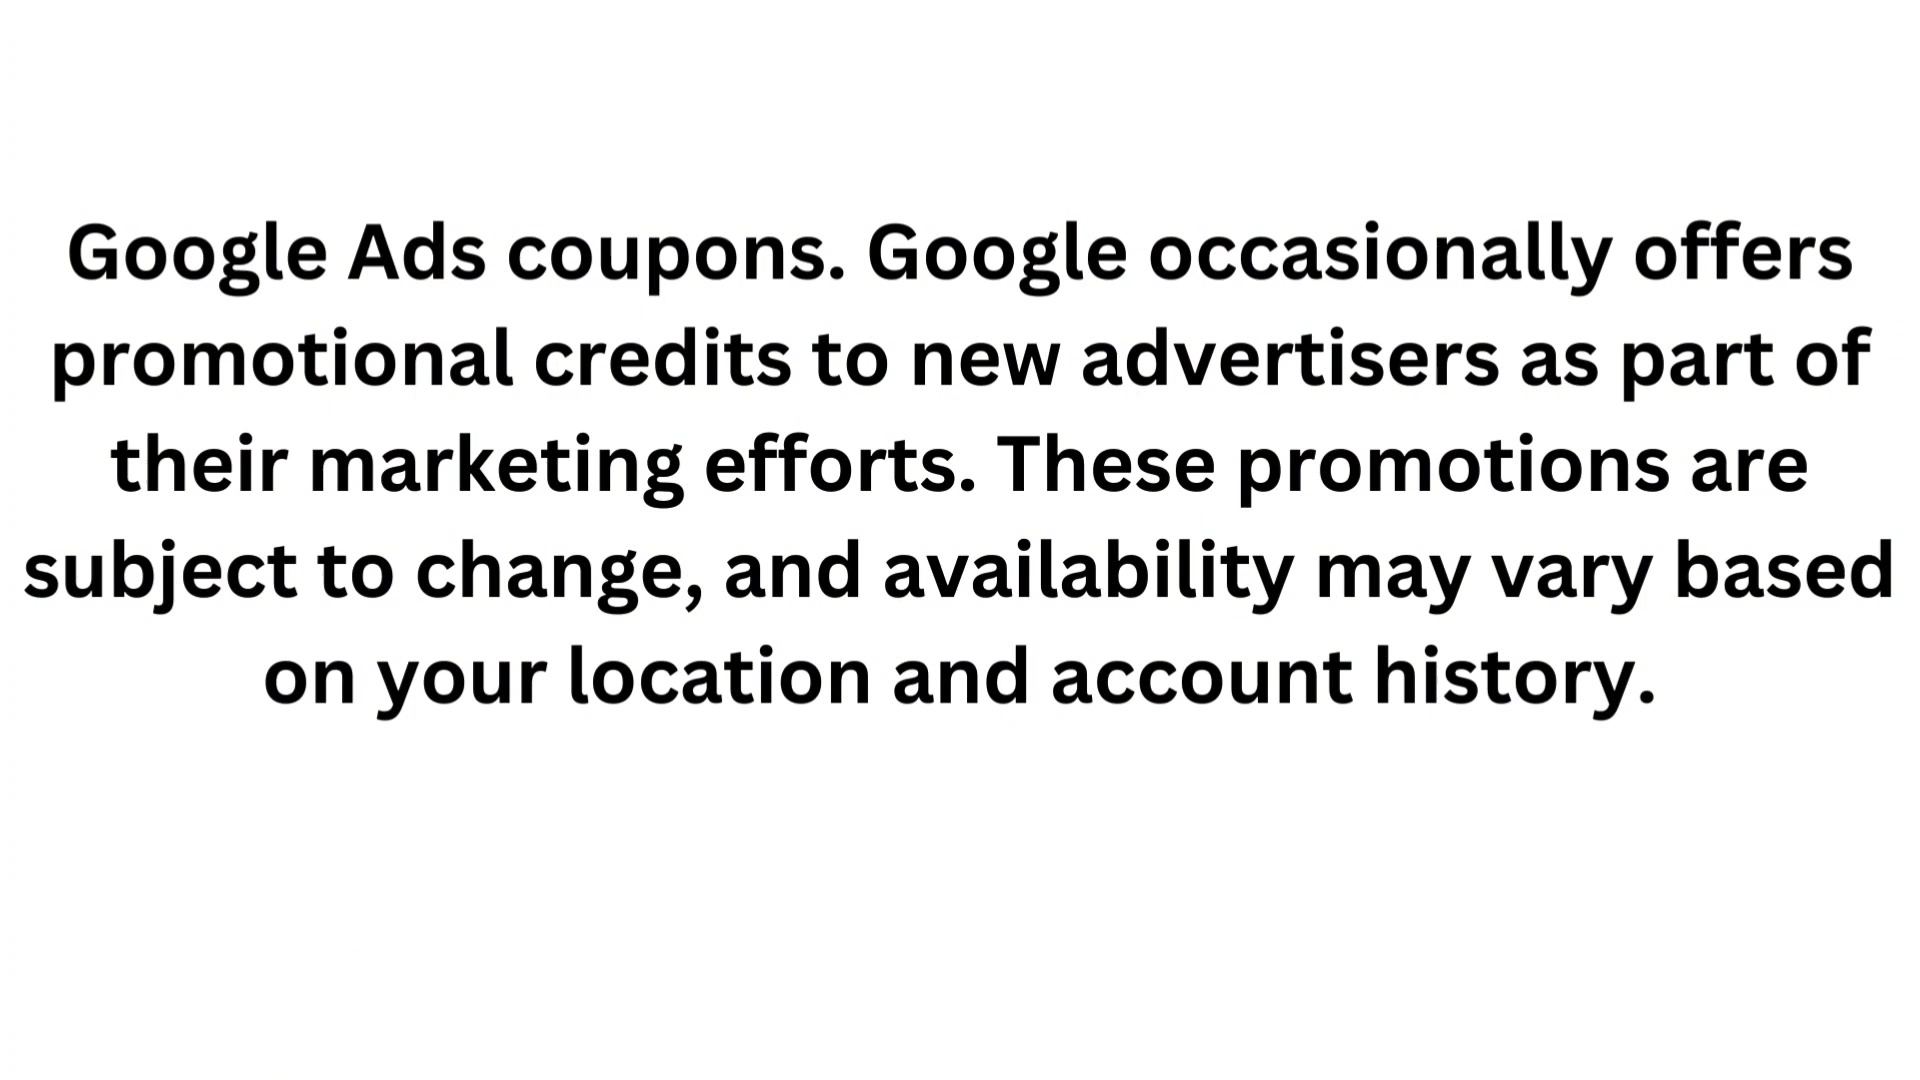 Google Ads coupons. Google occasionally offers
promotional credits to new advertisers as part of
their marketing efforts. These promotions are
subject to change, and availability may vary based
on your location and account history.